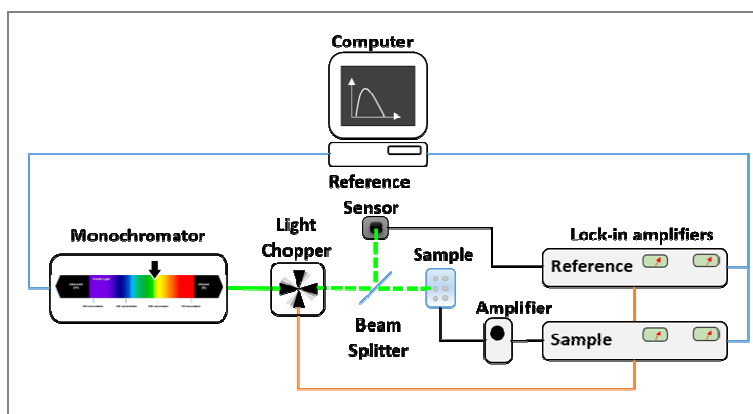 Computer
Reference
Sensor
Monochromator
Light
Chopper
Sample
Lock-in amplifiers
Reference
Amplifier
Sample
Beam
Splitter